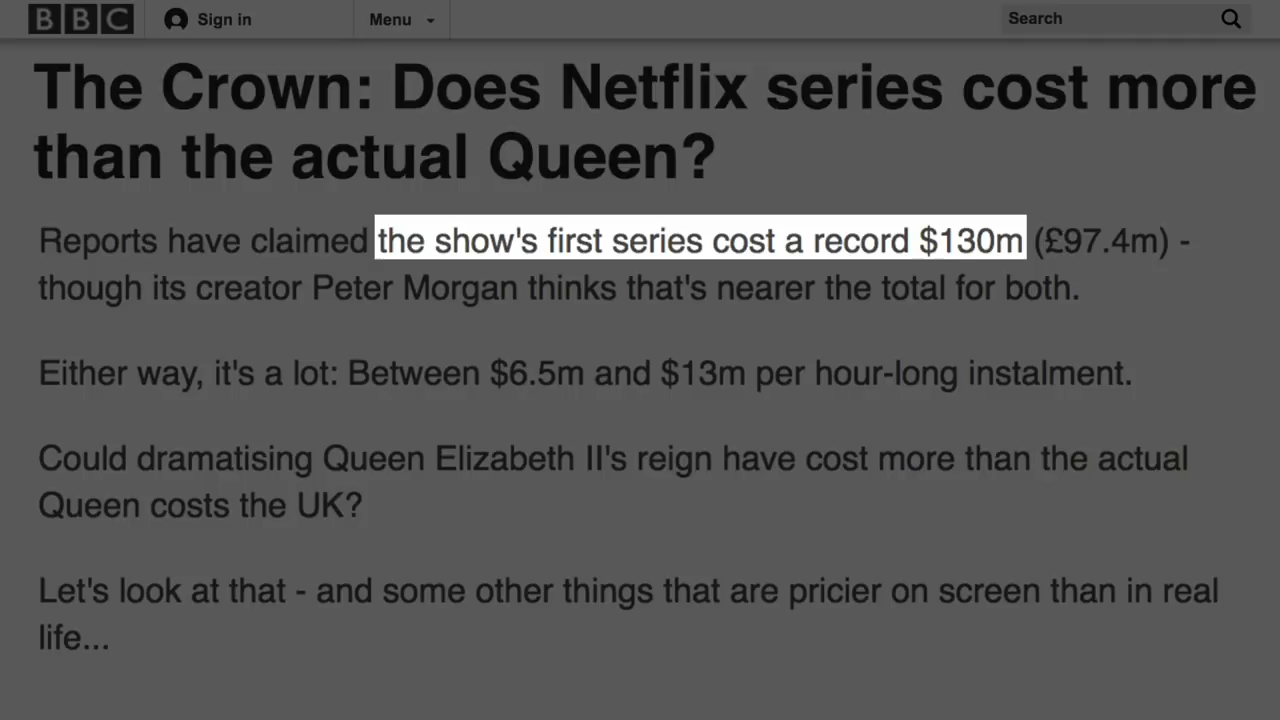 BBC Sign in Menu Search
The Crown: Does Netflix series cost more
than the actual Queen?
Reports have claimed the show's first series cost a record $130m (£97.4m) -
though its creator Peter Morgan thinks that's nearer the total for both.
Either way, it's a lot: Between $6.5m and $13m per hour-long instalment.
Could dramatising Queen Elizabeth II's reign have cost more than the actual
Queen costs the UK?
Let's look at that - and some other things that are pricier on screen than in real
life...